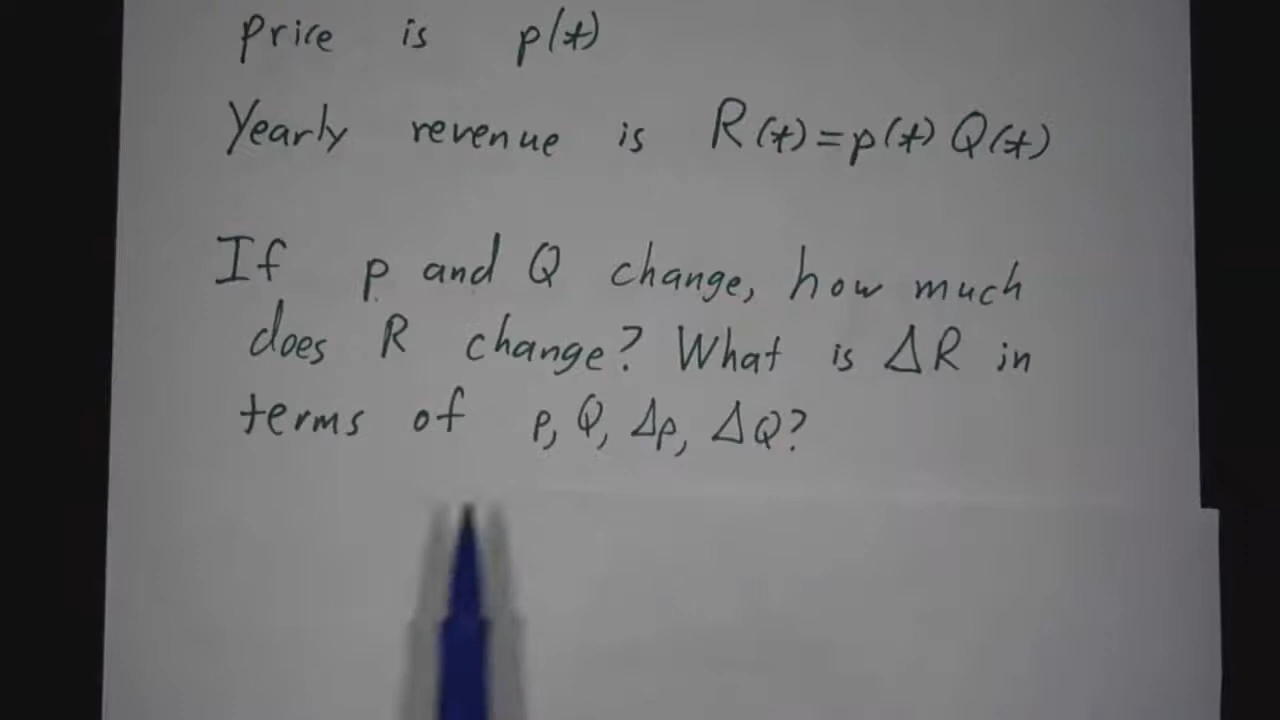 price is p(t)
Yearly revenue is R(t)=p(t) Q(t)
If p and Q change, how much
does R change? What is ΔR in
terms of p, Q, Δp, ΔQ?